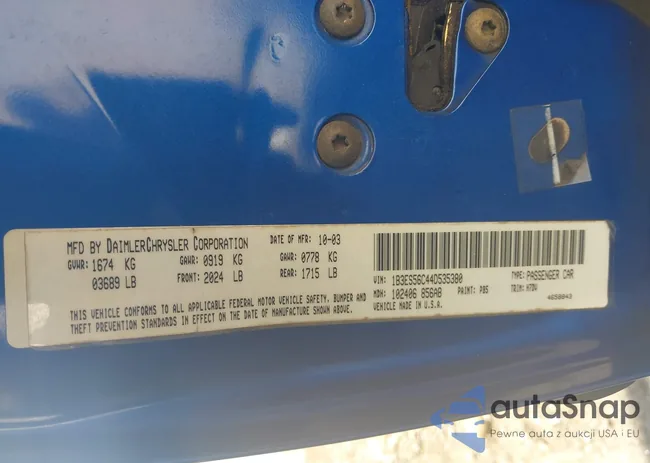 MFD BY DAIMLERCHRYSLER CORPORATION DATE OF MFR 10-03
GVWR: 1674 KG GAWR: 0919 KG GAWR: 0778 KG
03689 LB FRONT: 2024 LB REAR: 1715 LB
THIS VEHICLE CONFORMS TO ALL APPLICABLE FEDERAL MOTOR VEHICLE SAFETY, BUMPER AND
THEFT PREVENTION STANDARDS IN EFFECT ON THE DATE OF MANUFACTURE SHOWN ABOVE.
VIN: 1B3ES56C44D535380 TYPE: PASSENGER CAR
MDH: 102406 856AB PAINT: PB5 TRIM: H7DV
VEHICLE MADE IN U.S.A.
autaSnap
Pewne auta z aukcji USA i EU